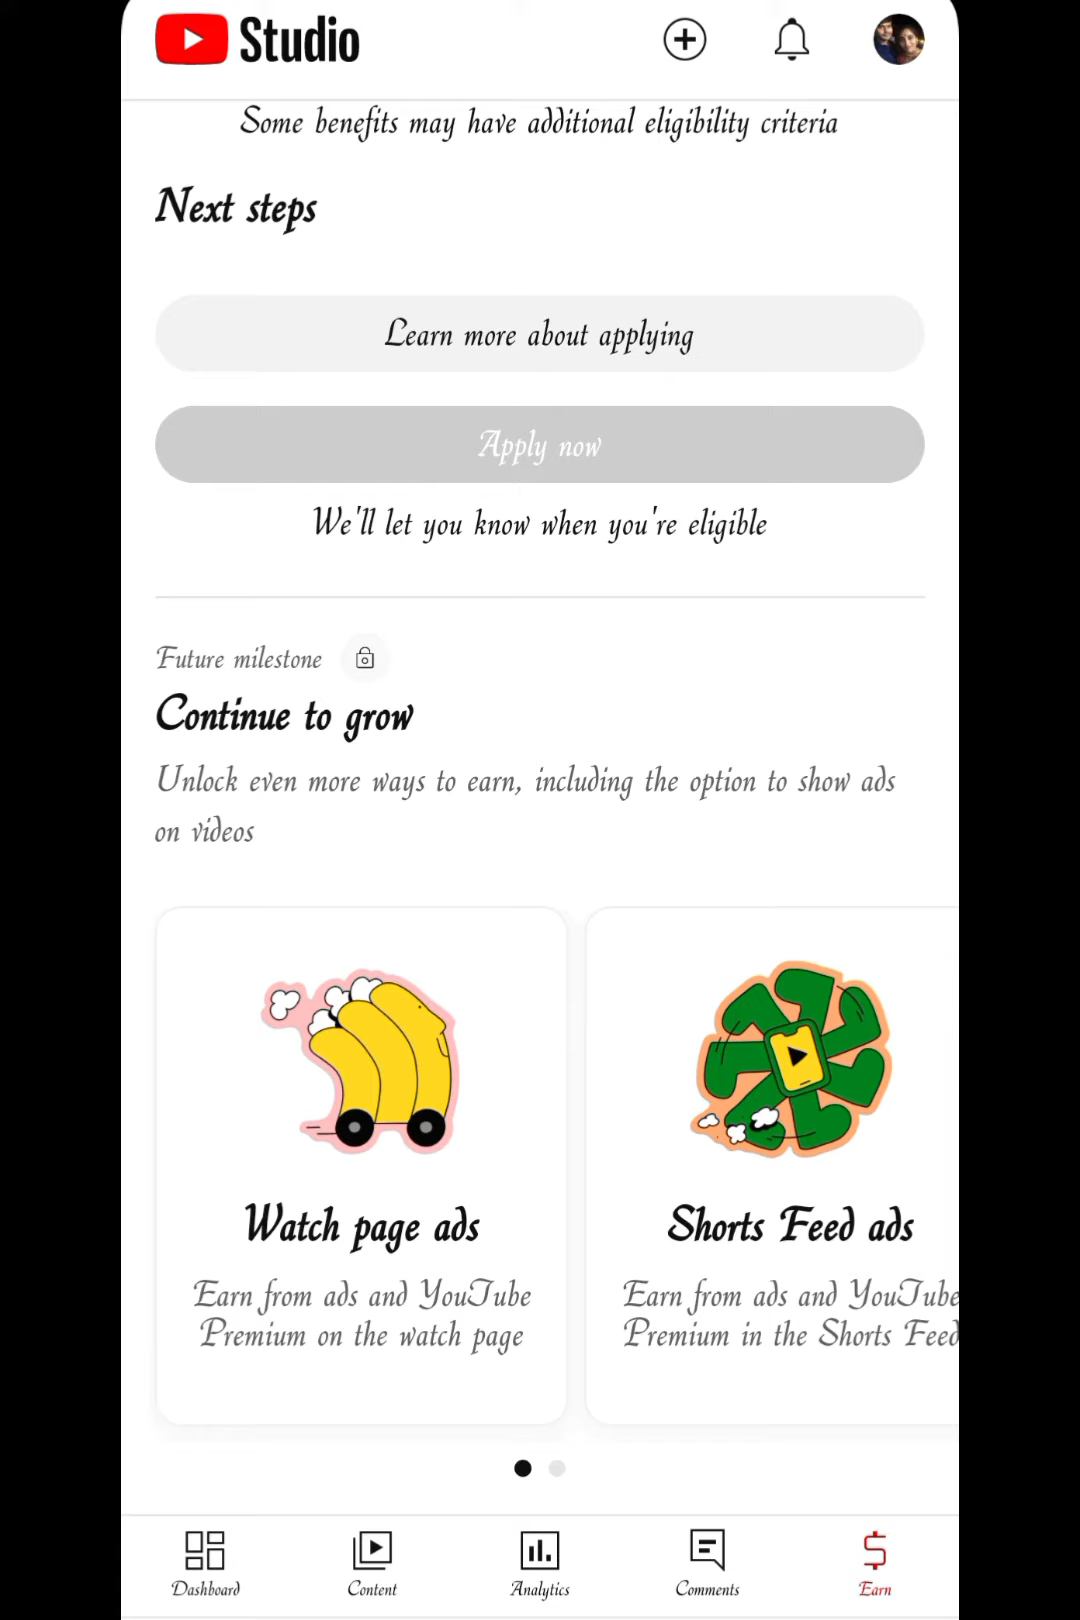 Studio
Some benefits may have additional eligibility criteria
Next steps
Learn more about applying
Apply now
We'll let you know when you're eligible
Future milestone
Continue to grow
Unlock even more ways to earn, including the option to show ads
on videos
Watch page ads
Earn from ads and YouTube
Premium on the watch page
Shorts Feed ads
Earn from ads and YouTube
Premium in the Shorts Feed
Dashboard
Content
Analytics
Comments
Earn